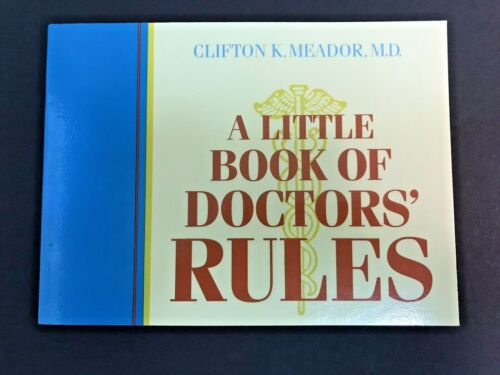 CLIFTON K. MEADOR, M.D.
A LITTLE
BOOK OF
DOCTORS'
RULES